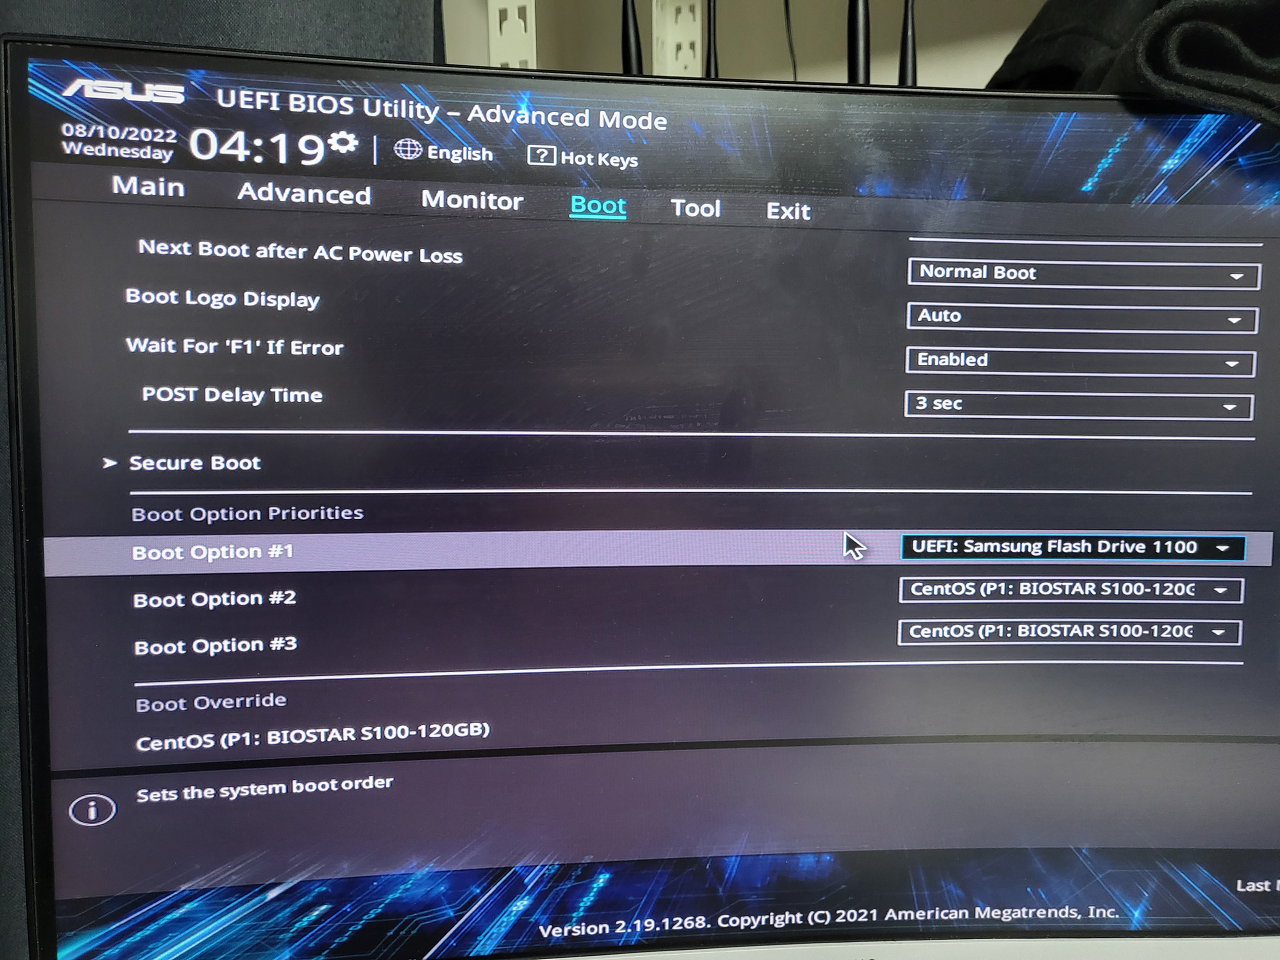 ASUS UEFI BIOS Utility – Advanced Mode
08/10/2022
Wednesday
04:19
English
? Hot Keys
Main Advanced Monitor Boot Tool Exit
Next Boot after AC Power Loss Normal Boot
Boot Logo Display Auto
Wait For 'F1' If Error Enabled
POST Delay Time 3 sec
Secure Boot
Boot Option Priorities
Boot Option #1 UEFI: Samsung Flash Drive 1100
Boot Option #2 CentOS (P1: BIOSTAR S100-120G
Boot Option #3 CentOS (P1: BIOSTAR S100-120G
Boot Override
CentOS (P1: BIOSTAR S100-120GB)
i Sets the system boot order
Last
Version 2.19.1268. Copyright (C) 2021 American Megatrends, Inc.